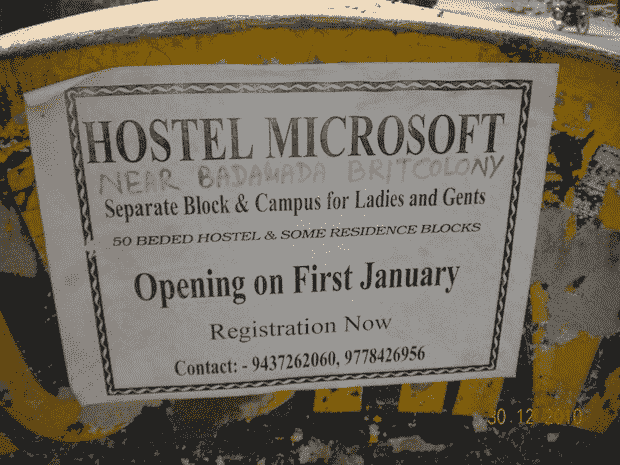 HOSTEL MICROSOFT
NEAR BADAWADA BRITCOLONY
Separate Block & Campus for Ladies and Gents
50 BEDED HOSTEL & SOME RESIDENCE BLOCKS
Opening on First January
Registration Now
Contact: - 9437262060, 9778426956
30 12 2010